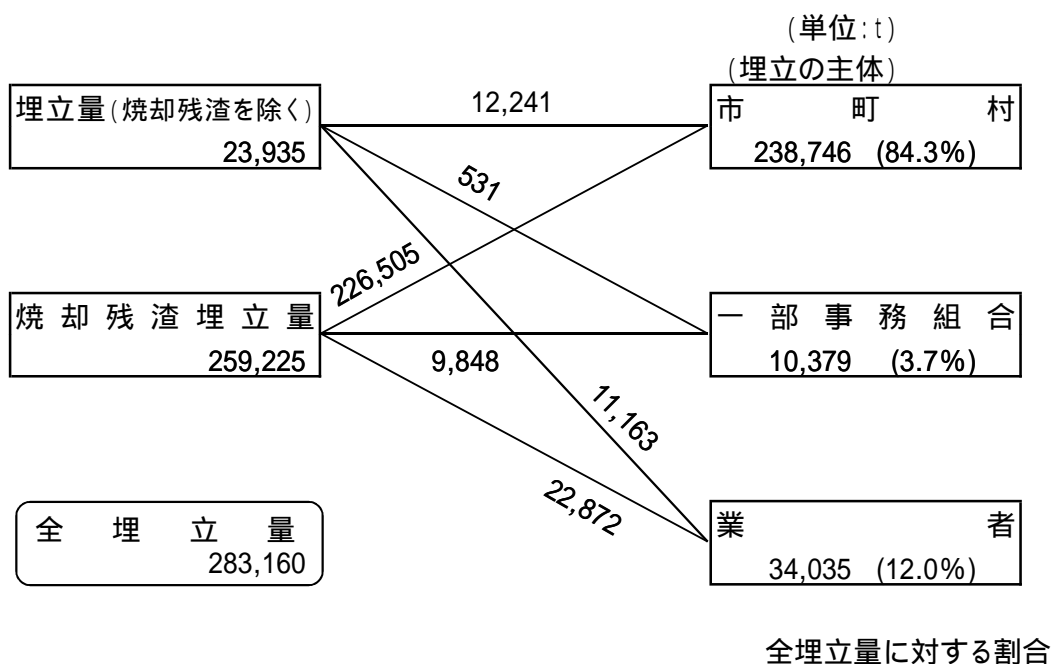 (単位:t)
(埋立の主体)
埋立量(焼却残渣を除く)
23,935
12,241
市町村
238,746 (84.3%)
531
226,505
焼却残渣埋立量
259,225
9,848
一部事務組合
10,379 (3.7%)
11,163
22,872
全埋立量
283,160
業者
34,035 (12.0%)
全埋立量に対する割合